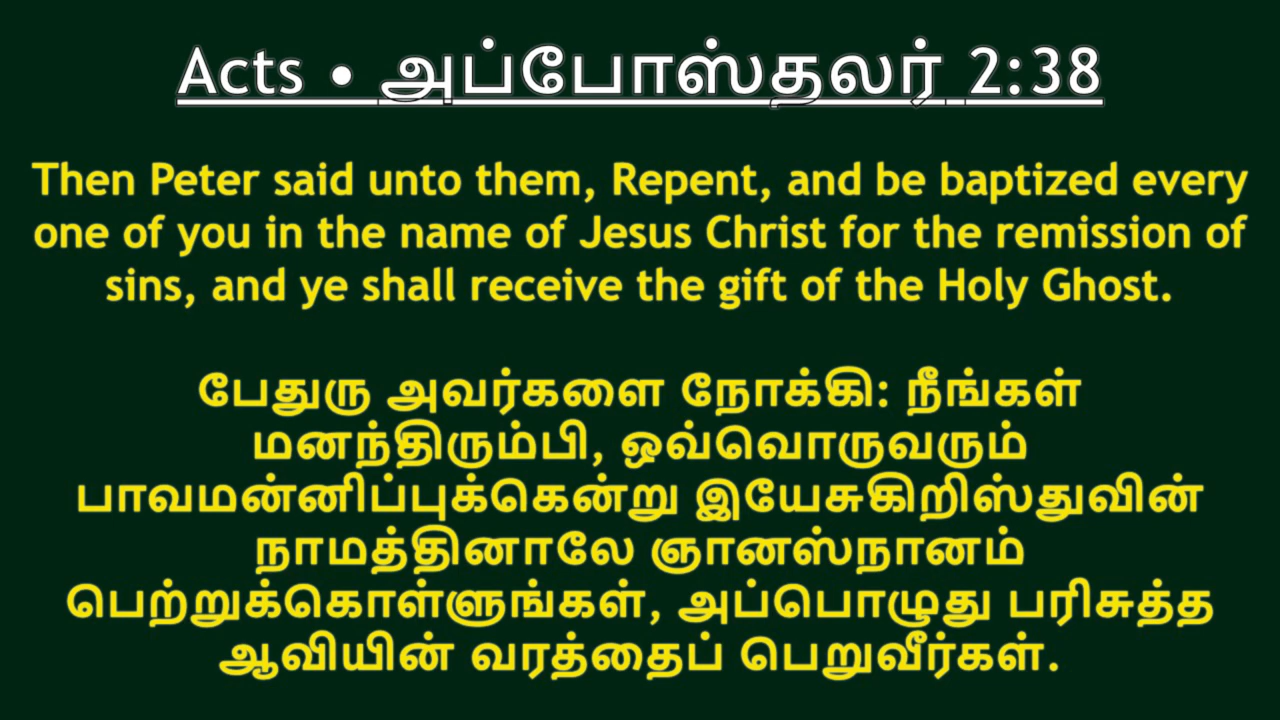 Acts • அப்போஸ்தலர் 2:38
Then Peter said unto them, Repent, and be baptized every
one of you in the name of Jesus Christ for the remission of
sins, and ye shall receive the gift of the Holy Ghost.
பேதுரு அவர்களை நோக்கி: நீங்கள்
மனந்திரும்பி, ஒவ்வொருவரும்
பாவமன்னிப்புக்கென்று இயேசுகிறிஸ்துவின்
நாமத்தினாலே ஞானஸ்நானம்
பெற்றுக்கொள்ளுங்கள், அப்பொழுது பரிசுத்த
ஆவியின் வரத்தைப் பெறுவீர்கள்.